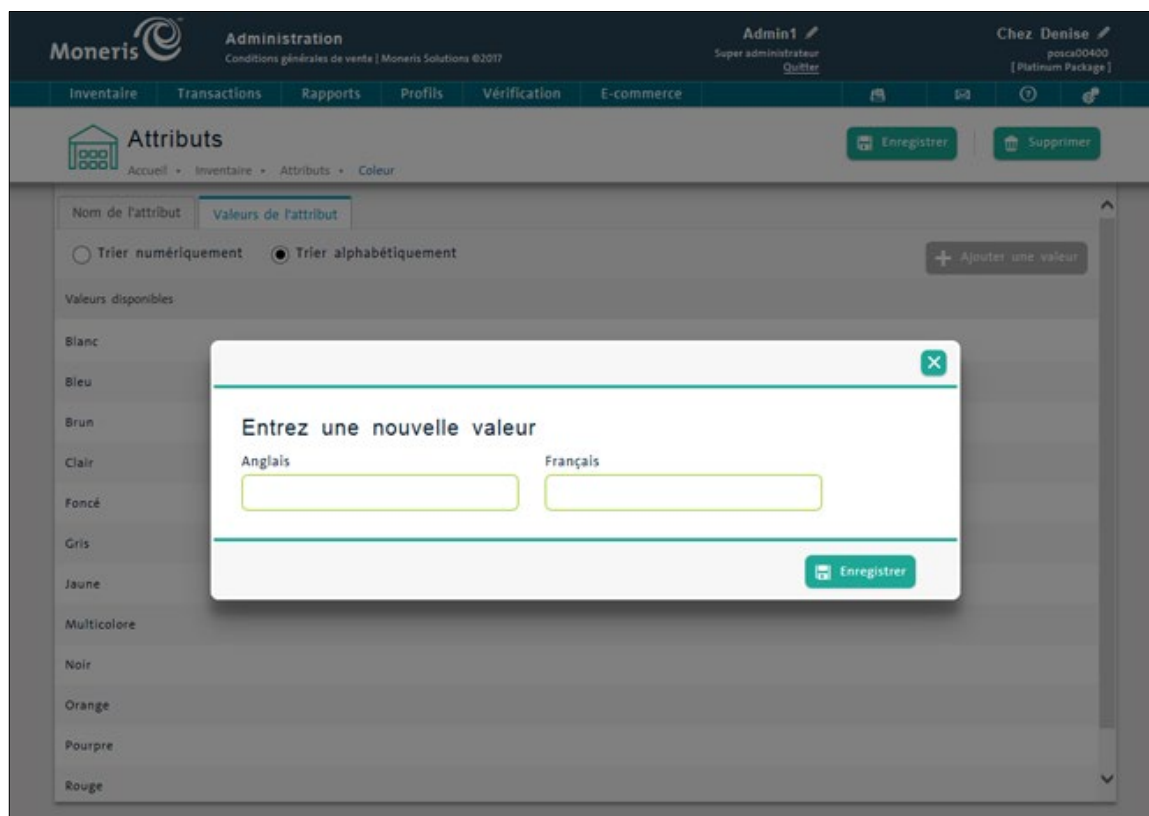 Moneris
Administration
Conditions générales de vente | Moneris Solutions ©2017
Admin1
Super administrateur
Quitter
Chez Denise
posca00400
[ Platinum Package ]
Inventaire Transactions Rapports Profils Vérification E-commerce
Attributs
Accueil • Inventaire • Attributs • Coleur
Enregistrer Supprimer
Nom de l'attribut Valeurs de l'attribut
Trier numériquement Trier alphabétiquement
+ Ajouter une valeur
Valeurs disponibles
Blanc
Bleu
Brun
Clair
Foncé
Gris
Jaune
Multicolore
Noir
Orange
Pourpre
Rouge
Entrez une nouvelle valeur
Anglais Français
Enregistrer